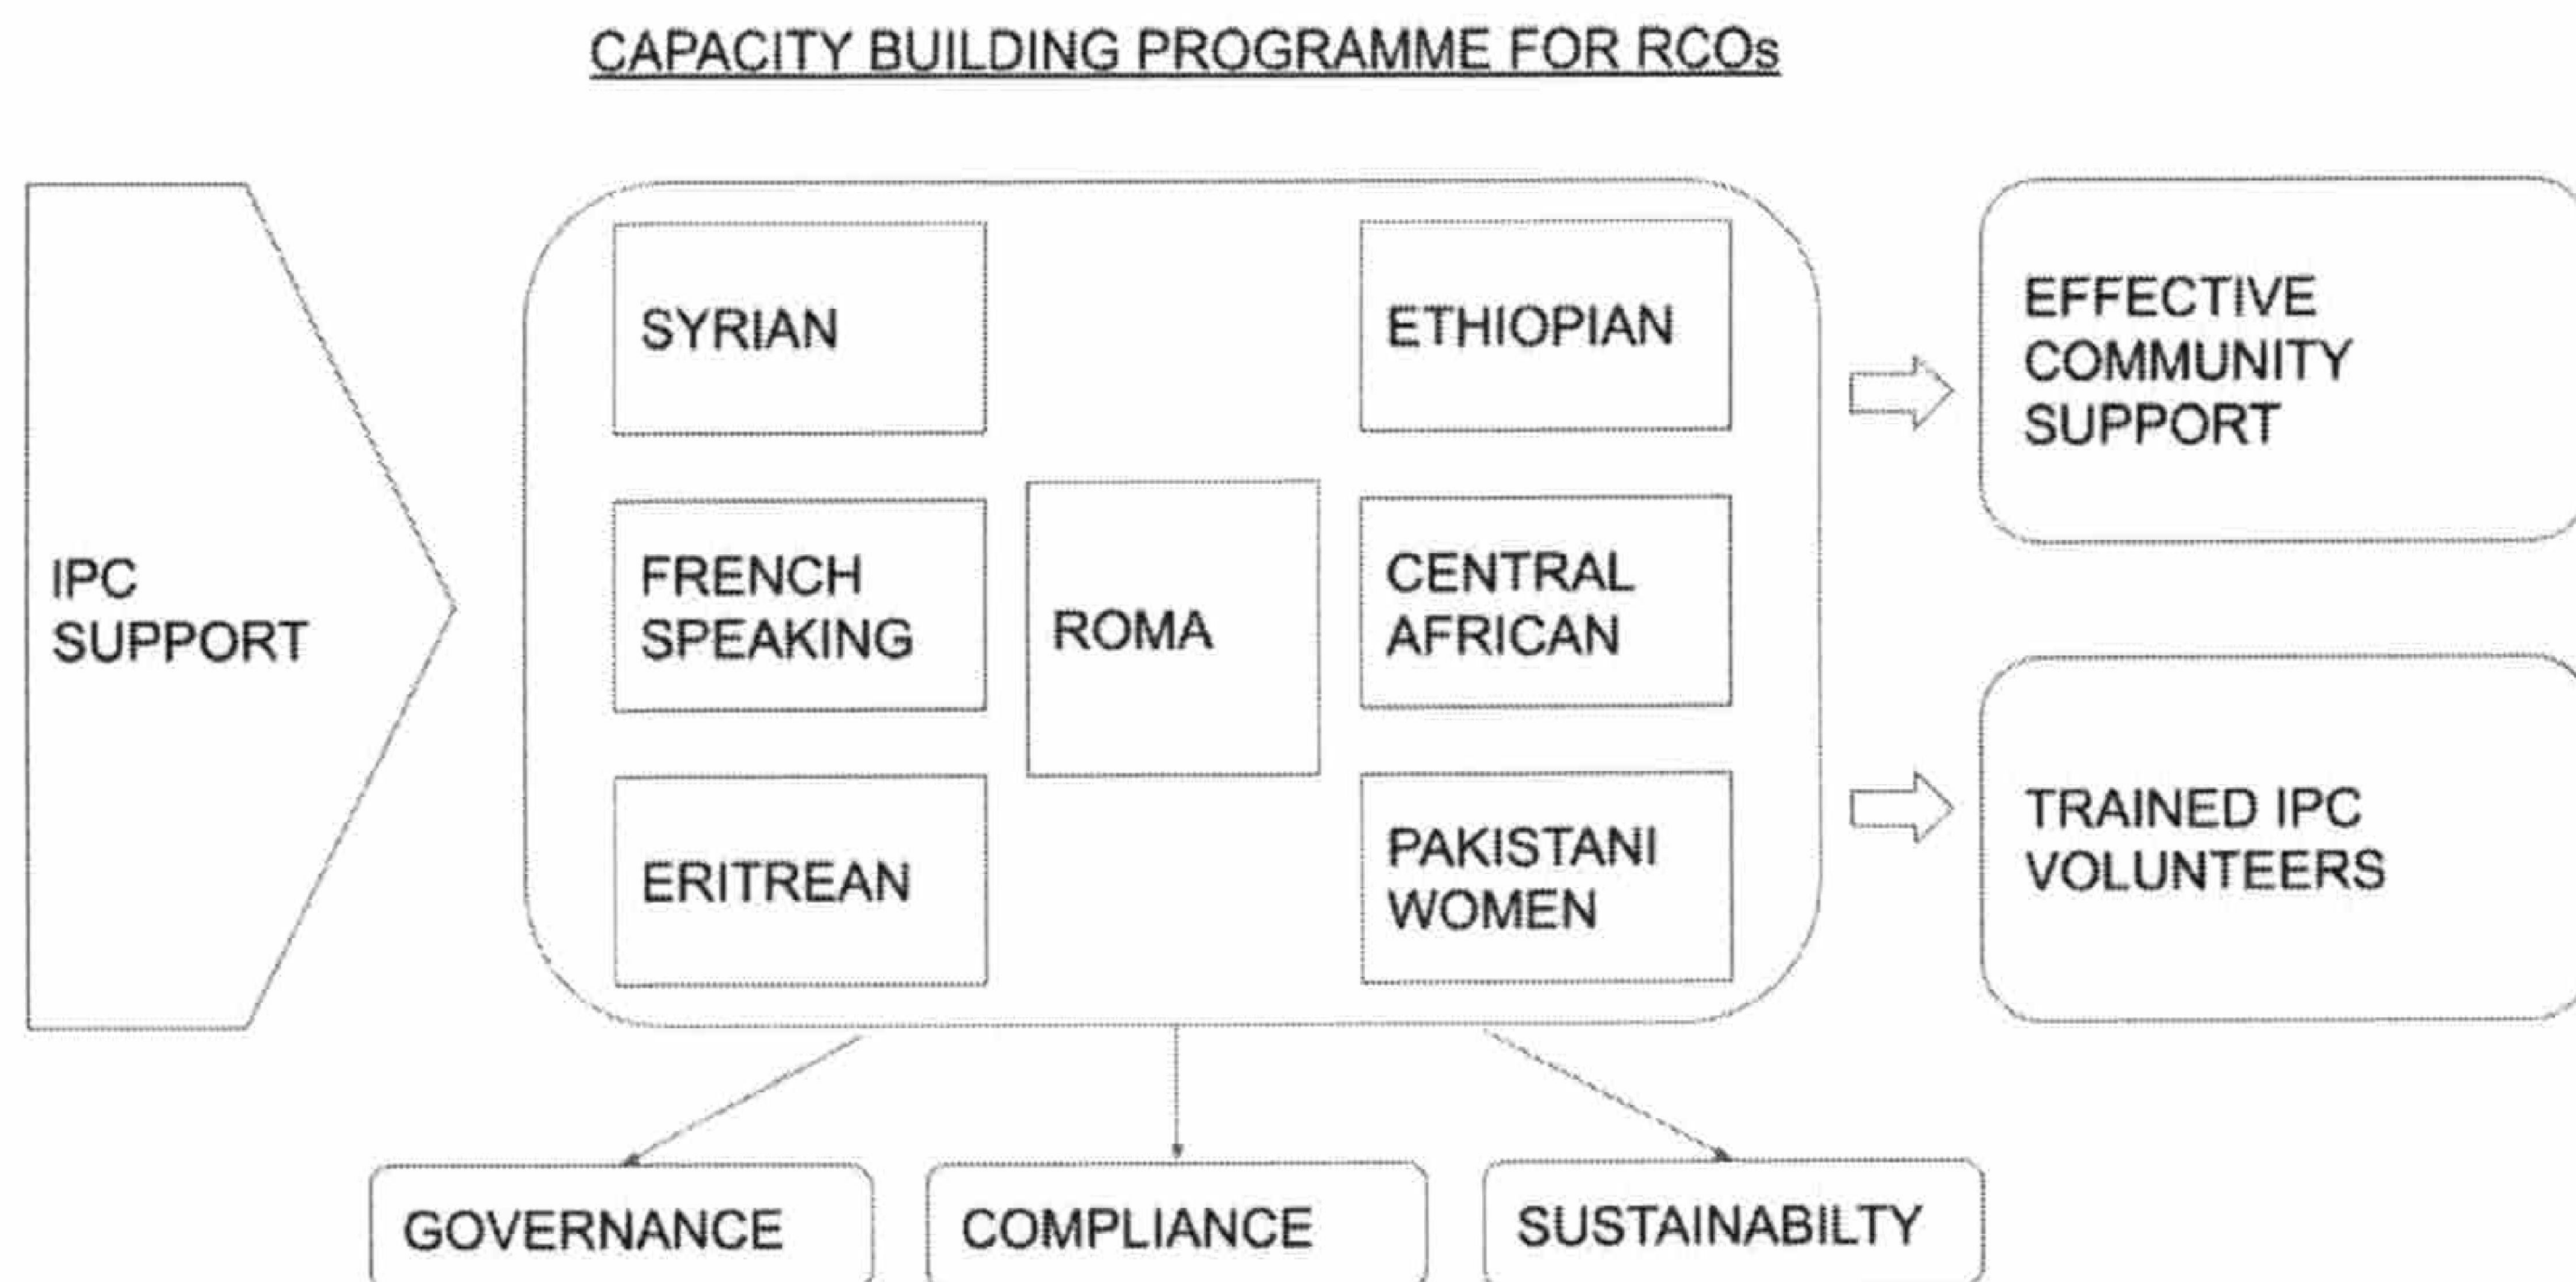 CAPACITY BUILDING PROGRAMME FOR RCOs
IPC
SUPPORT
SYRIAN
FRENCH
SPEAKING
ERITREAN
ROMA
ETHIOPIAN
CENTRAL
AFRICAN
PAKISTANI
WOMEN
EFFECTIVE
COMMUNITY
SUPPORT
TRAINED IPC
VOLUNTEERS
GOVERNANCE
COMPLIANCE
SUSTAINABILTY